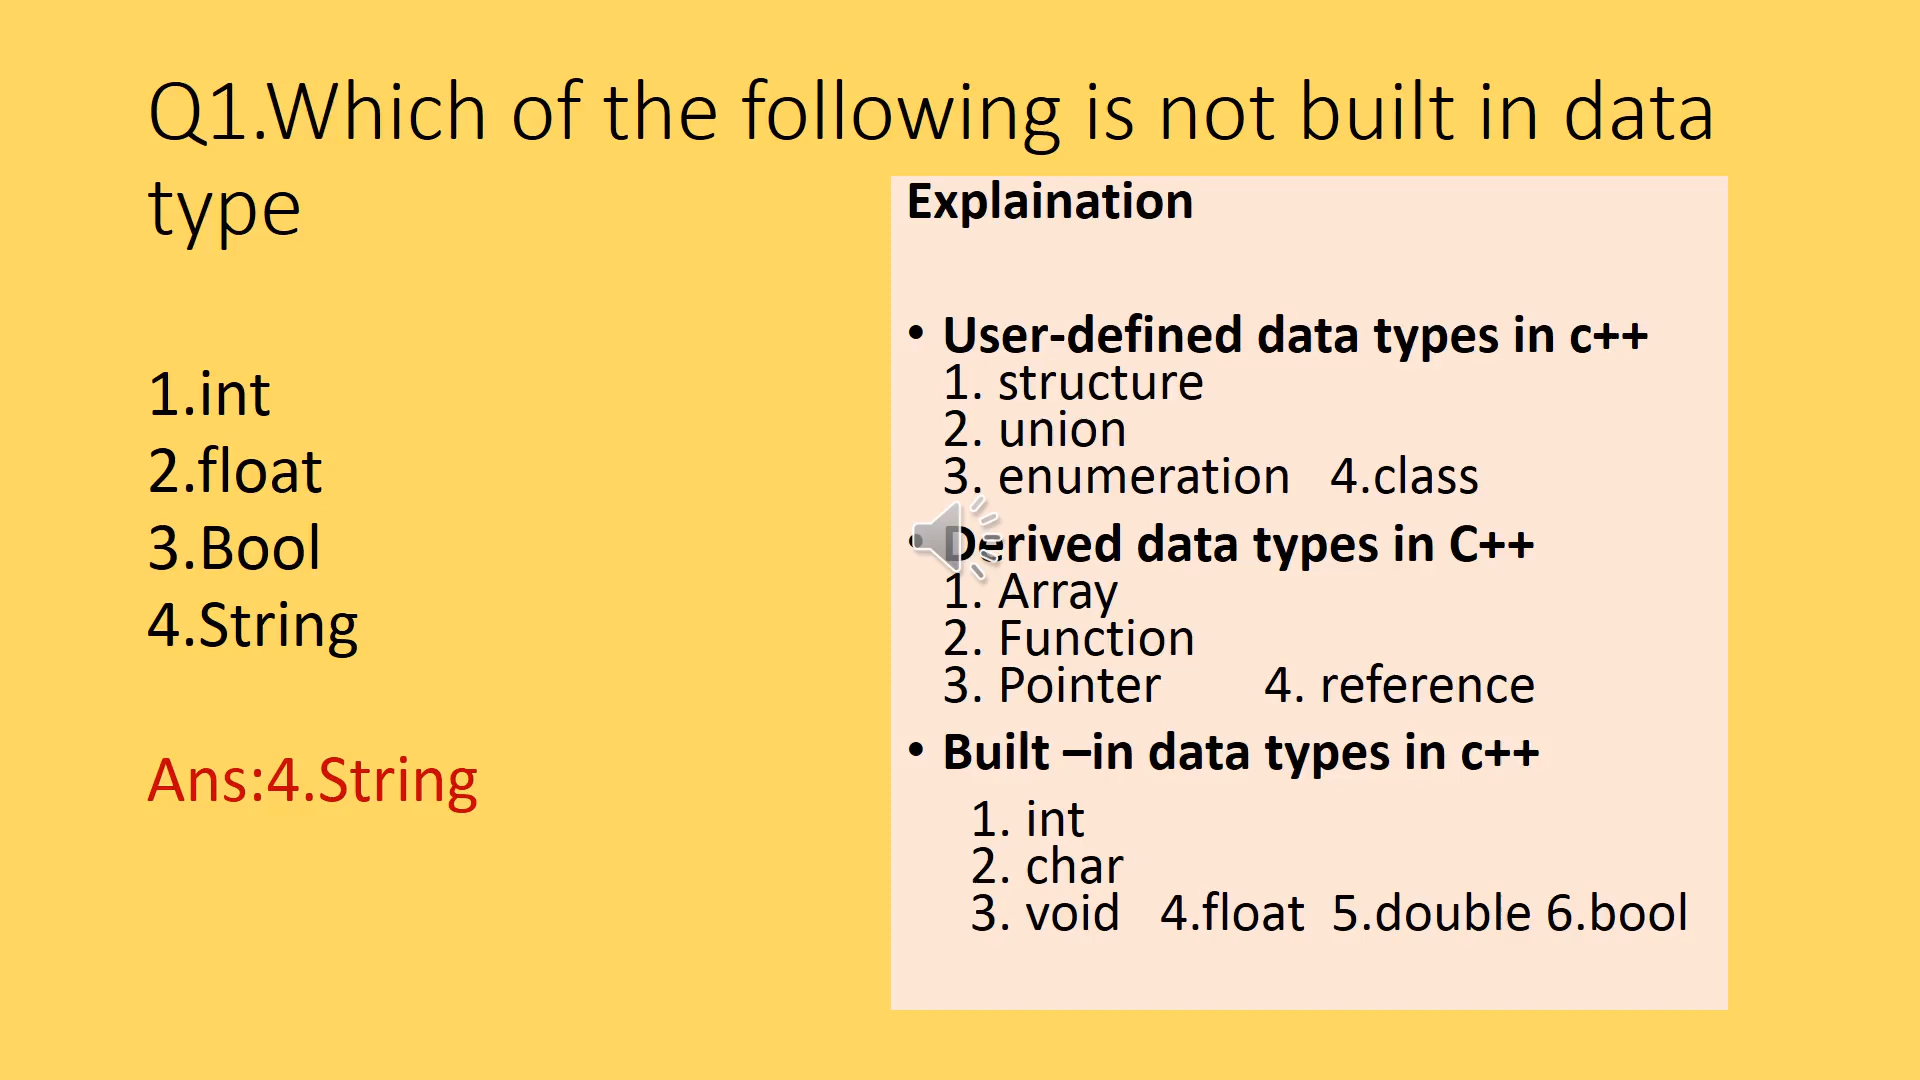 Q1.Which of the following is not built in data
type
1.int
2.float
3.Bool
4.String
Ans:4.String
Explaination
• User-defined data types in c++
1. structure
2. union
3. enumeration 4.class
• Derived data types in C++
1. Array
2. Function
3. Pointer 4. reference
• Built –in data types in c++
1. int
2. char
3. void 4.float 5.double 6.bool